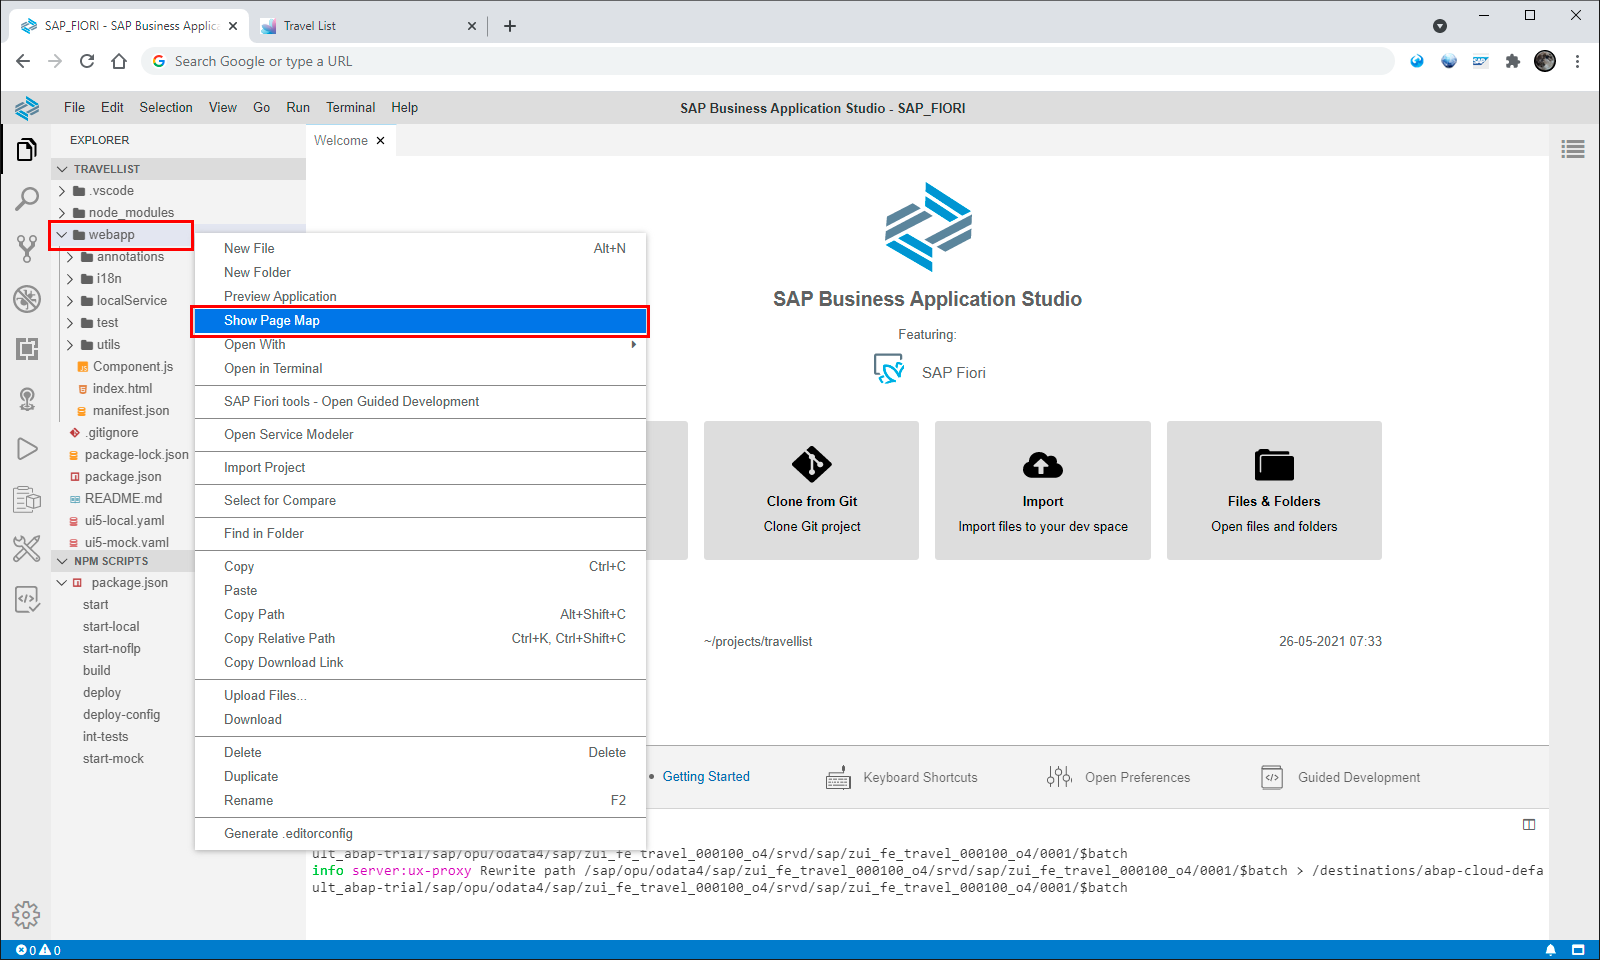 SAP_FIORI - SAP Business Applica
Travel List
Search Google or type a URL
SAP
File Edit Selection View Go Run Terminal Help
SAP Business Application Studio - SAP_FIORI
EXPLORER
TRAVELLIST
.vscode
node_modules
webapp
annotations
i18n
localService
test
utils
Component.js
index.html
manifest.json
.gitignore
package-lock.json
package.json
README.md
ui5-local.yaml
ui5-mock.yaml
NPM SCRIPTS
package.json
start
start-local
start-noflp
build
deploy
deploy-config
int-tests
start-mock
New File Alt+N
New Folder
Preview Application
Show Page Map
Open With
Open in Terminal
SAP Fiori tools - Open Guided Development
Open Service Modeler
Import Project
Select for Compare
Find in Folder
Copy Ctrl+C
Paste
Copy Path Alt+Shift+C
Copy Relative Path Ctrl+K, Ctrl+Shift+C
Copy Download Link
Upload Files...
Download
Delete Delete
Duplicate
Rename F2
Generate .editorconfig
Welcome
SAP Business Application Studio
Featuring:
SAP Fiori
Clone from Git
Clone Git project
Import
Import files to your dev space
Files & Folders
Open files and folders
~/projects/travellist 26-05-2021 07:33
Getting Started
Keyboard Shortcuts
Open Preferences
Guided Development
ult_abap-trial/sap/opu/odata4/sap/zui_fe_travel_000100_o4/srvd/sap/zui_fe_travel_000100_o4/0001/$batch
info server:ux-proxy Rewrite path /sap/opu/odata4/sap/zui_fe_travel_000100_o4/srvd/sap/zui_fe_travel_000100_o4/0001/$batch > /destinations/abap-cloud-defa
ult_abap-trial/sap/opu/odata4/sap/zui_fe_travel_000100_o4/srvd/sap/zui_fe_travel_000100_o4/0001/$batch
0 0